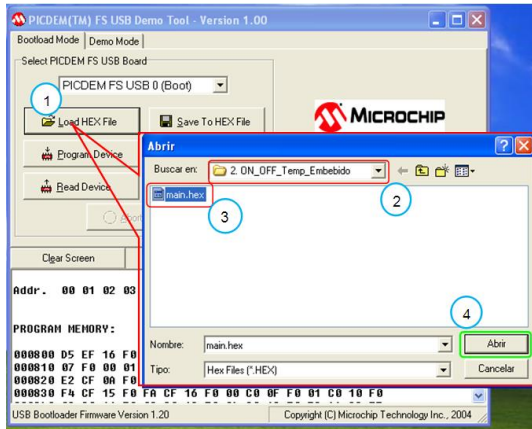 PICDEM(TM) FS USB Demo Tool - Version 1.00
Bootload Mode Demo Mode
Select PICDEM FS USB Board
PICDEM FS USB 0 (Boot)
1
Load HEX File Save To HEX File
MICROCHIP
Program Device
Read Device
Abort
Abrir
Buscar en: 2. ON_OFF_Temp_Embebido
2
main.hex
3
4
Nombre: main.hex Abrir
Tipo: Hex Files (*.HEX) Cancelar
Clear Screen
Addr. 00 01 02 03
PROGRAM MEMORY:
000800 D5 EF 16 F0
000810 07 F0 00 01
000820 E2 CF 0A F0
000830 F4 CF 15 F0 FA CF 16 F0 00 C0 0F F0 01 C0 10 F0
USB Bootloader Firmware Version 1.20 Copyright (C) Microchip Technology Inc., 2004